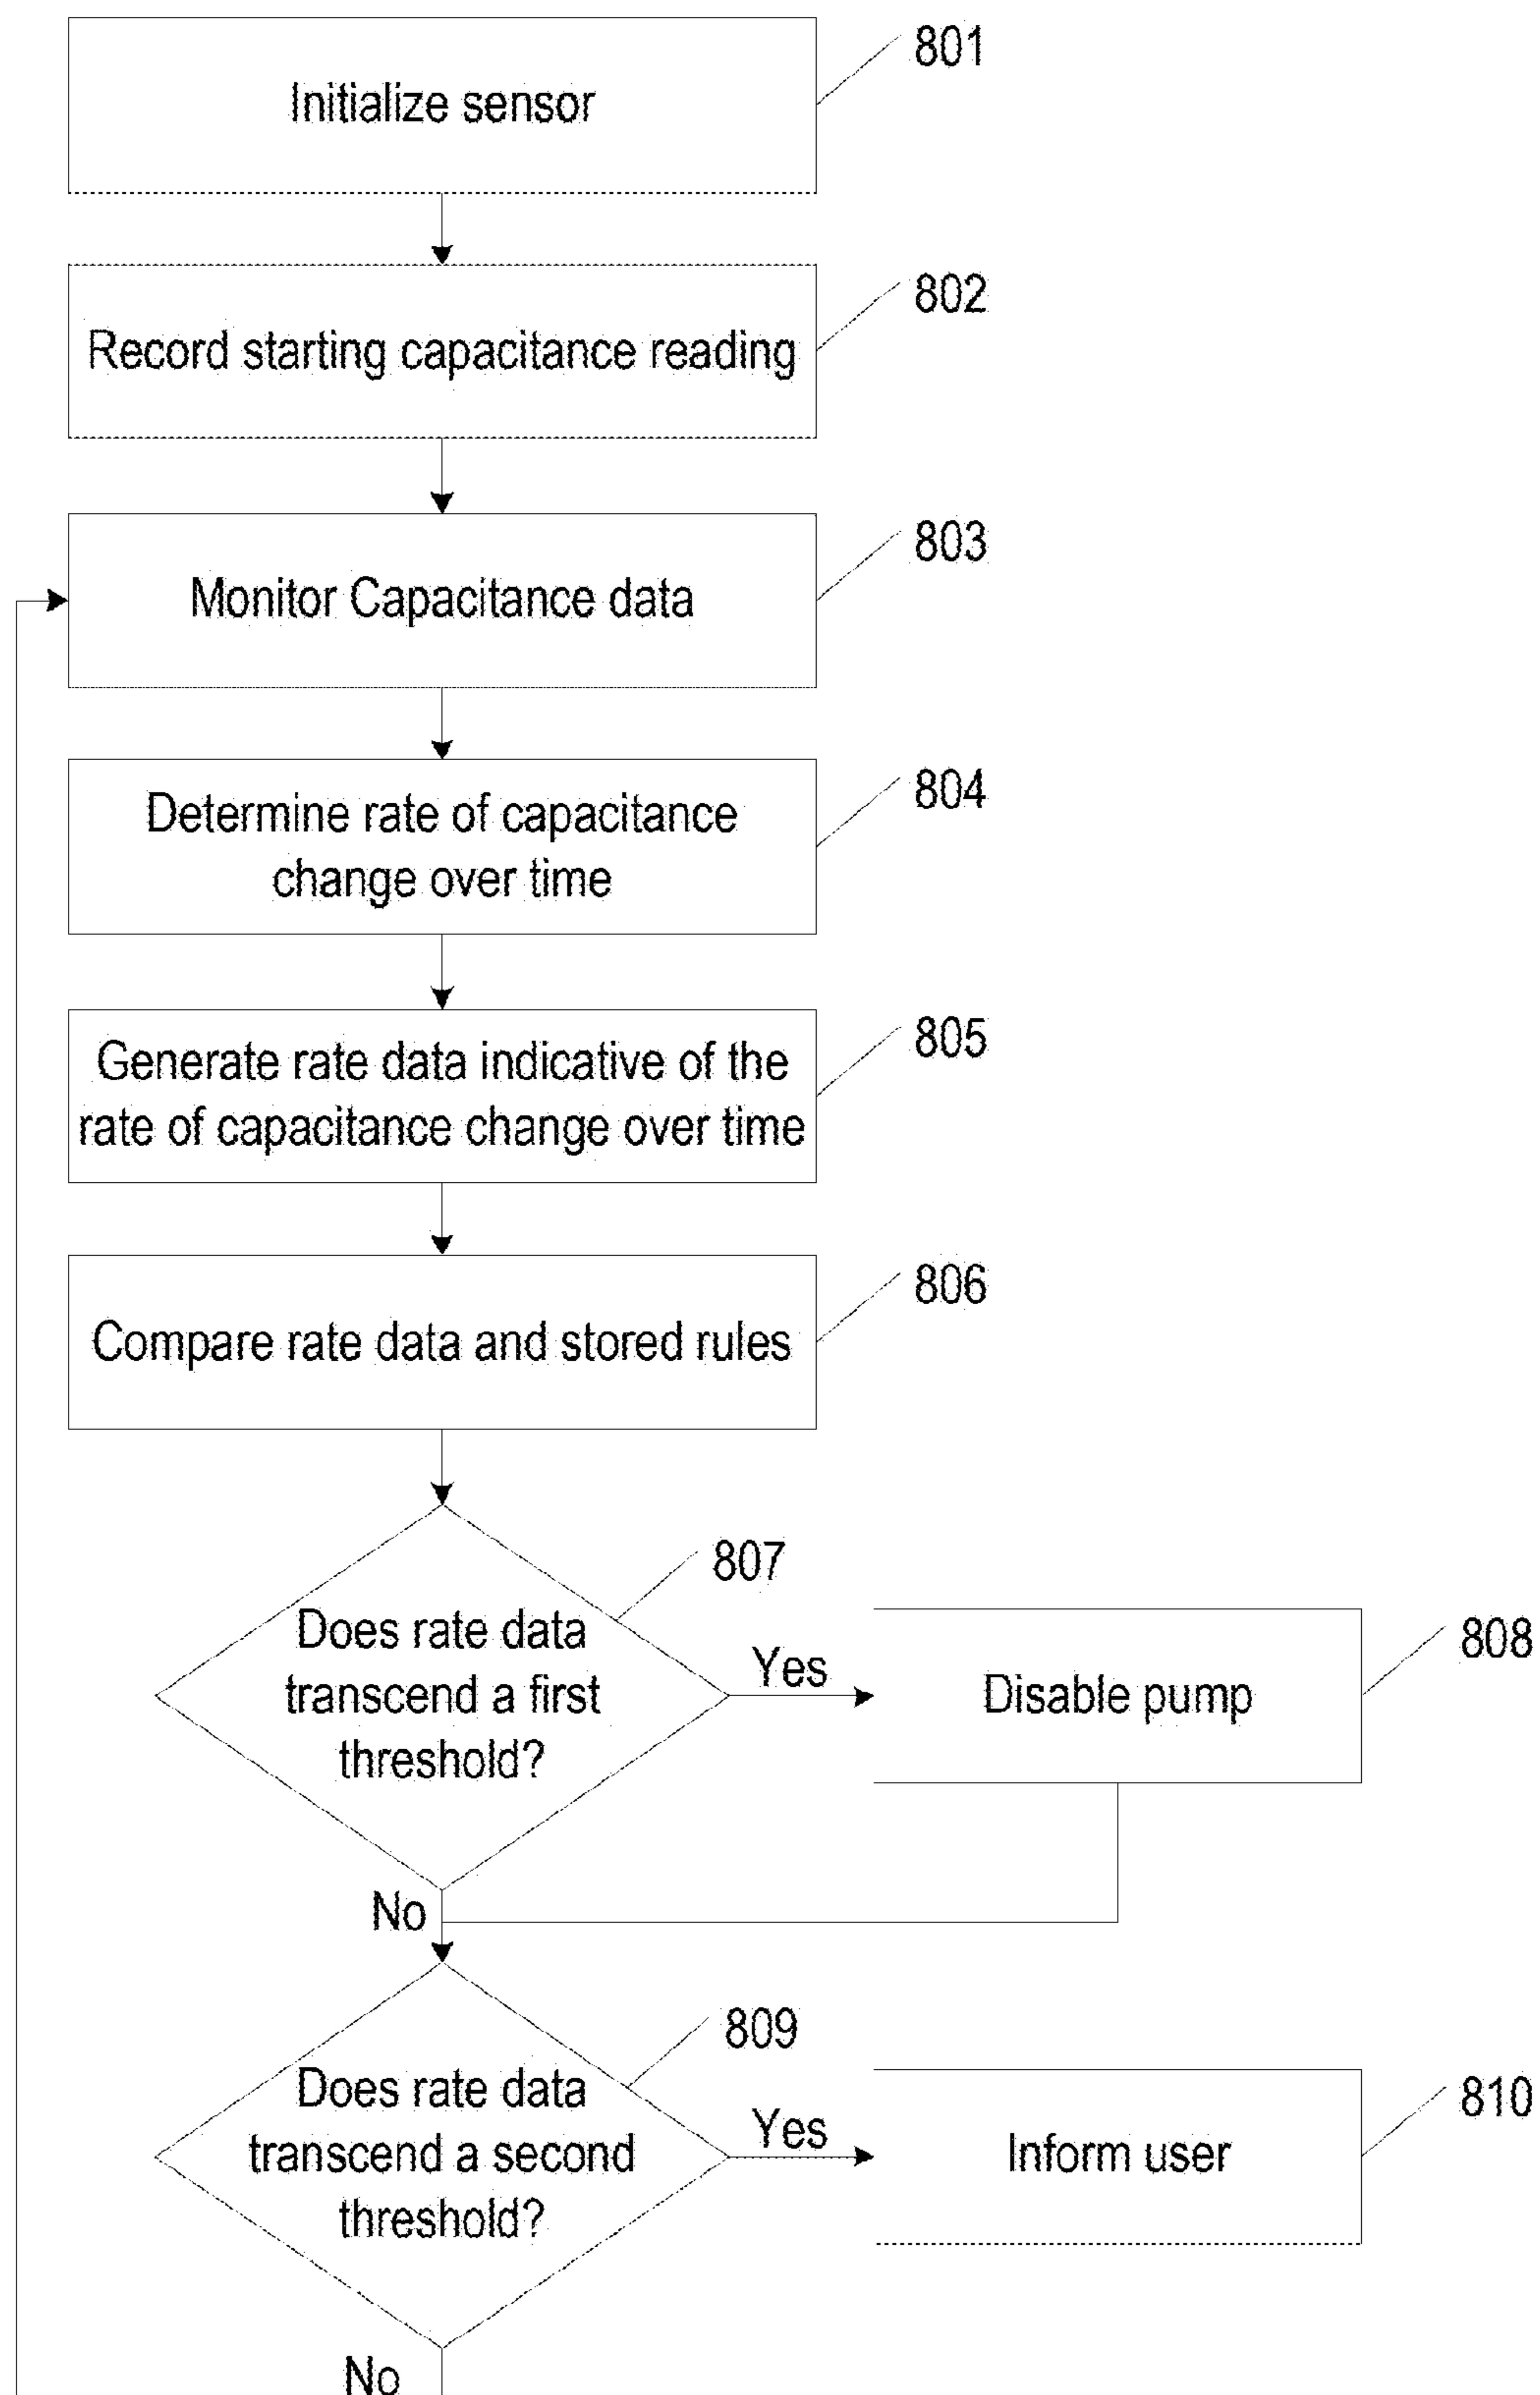 Initialize sensor
801
Record starting capacitance reading
802
Monitor Capacitance data
803
Determine rate of capacitance
change over time
804
Generate rate data indicative of the
rate of capacitance change over time
805
Compare rate data and stored rules
806
Does rate data
transcend a first
threshold?
807
Yes
Disable pump
808
No
Does rate data
transcend a second
threshold?
809
Yes
Inform user
810
No